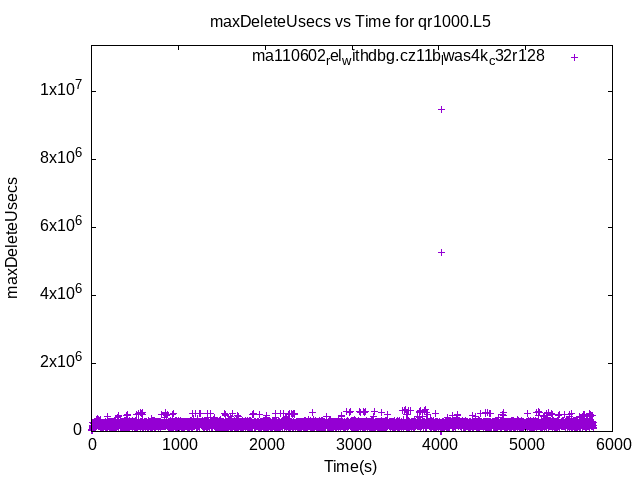 maxDeleteUsecs vs Time for qr1000.L5
ma110602relwithdbg.cz11blwas4kc32r128
1x10^7
8x10^6
6x10^6
4x10^6
2x10^6
0
maxDeleteUsecs
0 1000 2000 3000 4000 5000 6000
Time(s)